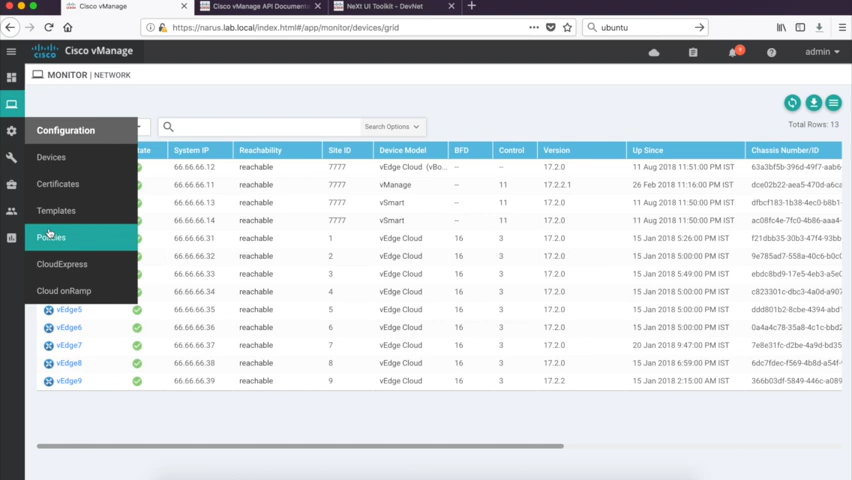 Cisco vManage
Cisco vManage API Documenta
NeXt UI Toolkit - DevNet
https://narus.lab.local/index.html#/app/monitor/devices/grid
ubuntu
cisco Cisco vManage
admin
MONITOR | NETWORK
Search Options
Total Rows: 13
Configuration
Devices
Certificates
Templates
Policies
CloudExpress
Cloud onRamp
ate System IP Reachability Site ID Device Model BFD Control Version Up Since Chassis Number/ID
66.66.66.12 reachable 7777 vEdge Cloud (vBo... -- -- 17.2.0 11 Aug 2018 11:51:00 PM IST 63a3bf5b-396d-49f7-aab6-
66.66.66.11 reachable 7777 vManage -- 11 17.2.2.1 26 Feb 2018 11:16:00 PM IST dce02b22-aea5-470d-a6ca
66.66.66.13 reachable 7777 vSmart -- 11 17.2.0 11 Aug 2018 11:50:00 PM IST dfbcf183-1b38-4ec0-b8b1-
66.66.66.14 reachable 7777 vSmart -- 11 17.2.0 11 Aug 2018 11:50:00 PM IST ac08fc4e-7fc0-4b86-aaa4-
66.66.66.31 reachable 1 vEdge Cloud 16 3 17.2.0 15 Jan 2018 5:26:00 PM IST f21dbb35-30b3-47f4-93bb
66.66.66.32 reachable 2 vEdge Cloud 16 3 17.2.0 15 Jan 2018 5:00:00 PM IST 9e785ad7-558a-40c6-b0c
66.66.66.33 reachable 3 vEdge Cloud 16 3 17.2.0 15 Jan 2018 5:49:00 PM IST ebdc8bd9-17e5-4eb3-a5e
66.66.66.34 reachable 4 vEdge Cloud 16 3 17.2.0 15 Jan 2018 5:00:00 PM IST c823301c-dba4-4d0d-a4
vEdge5 66.66.66.35 reachable 5 vEdge Cloud 16 3 17.2.0 15 Jan 2018 5:00:00 PM IST ddd801b2-8cbe-4394-abd
vEdge6 66.66.66.36 reachable 6 vEdge Cloud 16 3 17.2.0 15 Jan 2018 5:00:00 PM IST 0a4a4c78-35a8-4c1c-bbd
vEdge7 66.66.66.37 reachable 7 vEdge Cloud 16 3 17.2.0 20 Jan 2018 9:47:00 PM IST 7e8e31fc-d2be-4a9d-bd35
vEdge8 66.66.66.38 reachable 8 vEdge Cloud 16 3 17.2.0 15 Jan 2018 6:59:00 PM IST 6dc7fdec-f569-4b8d-a54f-
vEdge9 66.66.66.39 reachable 9 vEdge Cloud 16 3 17.2.2 15 Jan 2018 2:15:00 AM IST 366b03df-5849-446c-a089